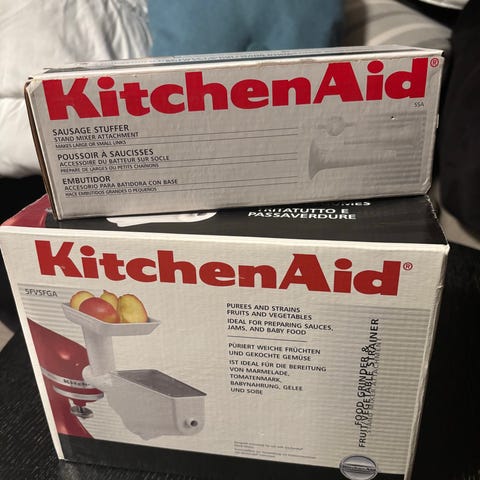 KitchenAid®
SSA
SAUSAGE STUFFER
STAND MIXER ATTACHMENT
MAKES LARGE OR SMALL LINKS
POUSSOIR À SAUCISSES
ACCESSOIRE DU BATTEUR SUR SOCLE
PRÉPARE DE LARGES OU PETITS CHAÎNONS
EMBUTIDOR
ACCESORIO PARA BATIDORA CON BASE
HACE EMBUTIDOS GRANDES O PEQUEÑOS
PASSAVERDURE
KitchenAid®
5FVSFGA
PUREES AND STRAINS
FRUITS AND VEGETABLES
IDEAL FOR PREPARING SAUCES,
JAMS, AND BABY FOOD
PÜRIERT WEICHE FRÜCHTEN
UND GEKOCHTE GEMÜSE
IST IDEAL FÜR DIE BEREITUNG
VON MARMELADE,
TOMATENMARK,
BABYNAHRUNG, GELEE
UND SOßE
FOOD GRINDER &
FRUIT/VEGETABLE STRAINER
Kitchen